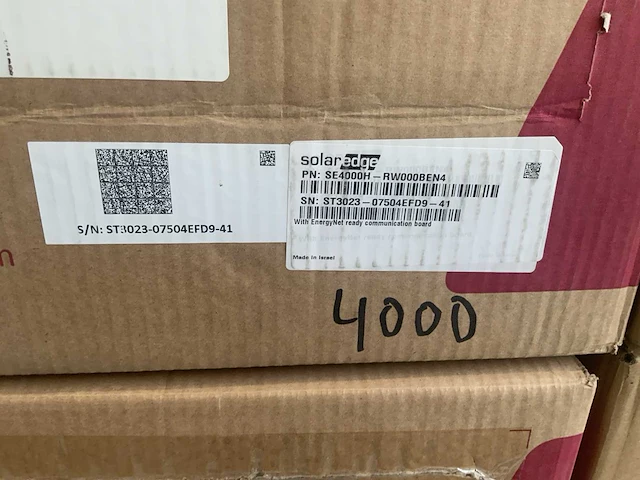 S/N: ST3023-07504EFD9-41
solaredge
PN: SE4000H-RW000BEN4
SN: ST3023-07504EFD9-41
With EnergyNet ready communication board
Made in Israel
4000